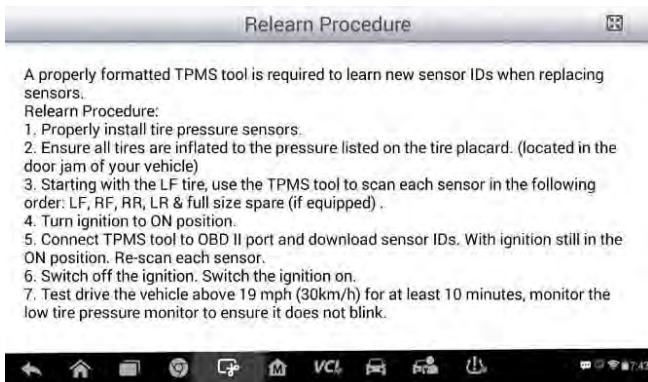 Relearn Procedure
A properly formatted TPMS tool is required to learn new sensor IDs when replacing
sensors.
Relearn Procedure:
1. Properly install tire pressure sensors.
2. Ensure all tires are inflated to the pressure listed on the tire placard. (located in the
door jam of your vehicle)
3. Starting with the LF tire, use the TPMS tool to scan each sensor in the following
order: LF, RF, RR, LR & full size spare (if equipped) .
4. Turn ignition to ON position.
5. Connect TPMS tool to OBD II port and download sensor IDs. With ignition still in the
ON position. Re-scan each sensor.
6. Switch off the ignition. Switch the ignition on.
7. Test drive the vehicle above 19 mph (30km/h) for at least 10 minutes, monitor the
low tire pressure monitor to ensure it does not blink.
M VCI